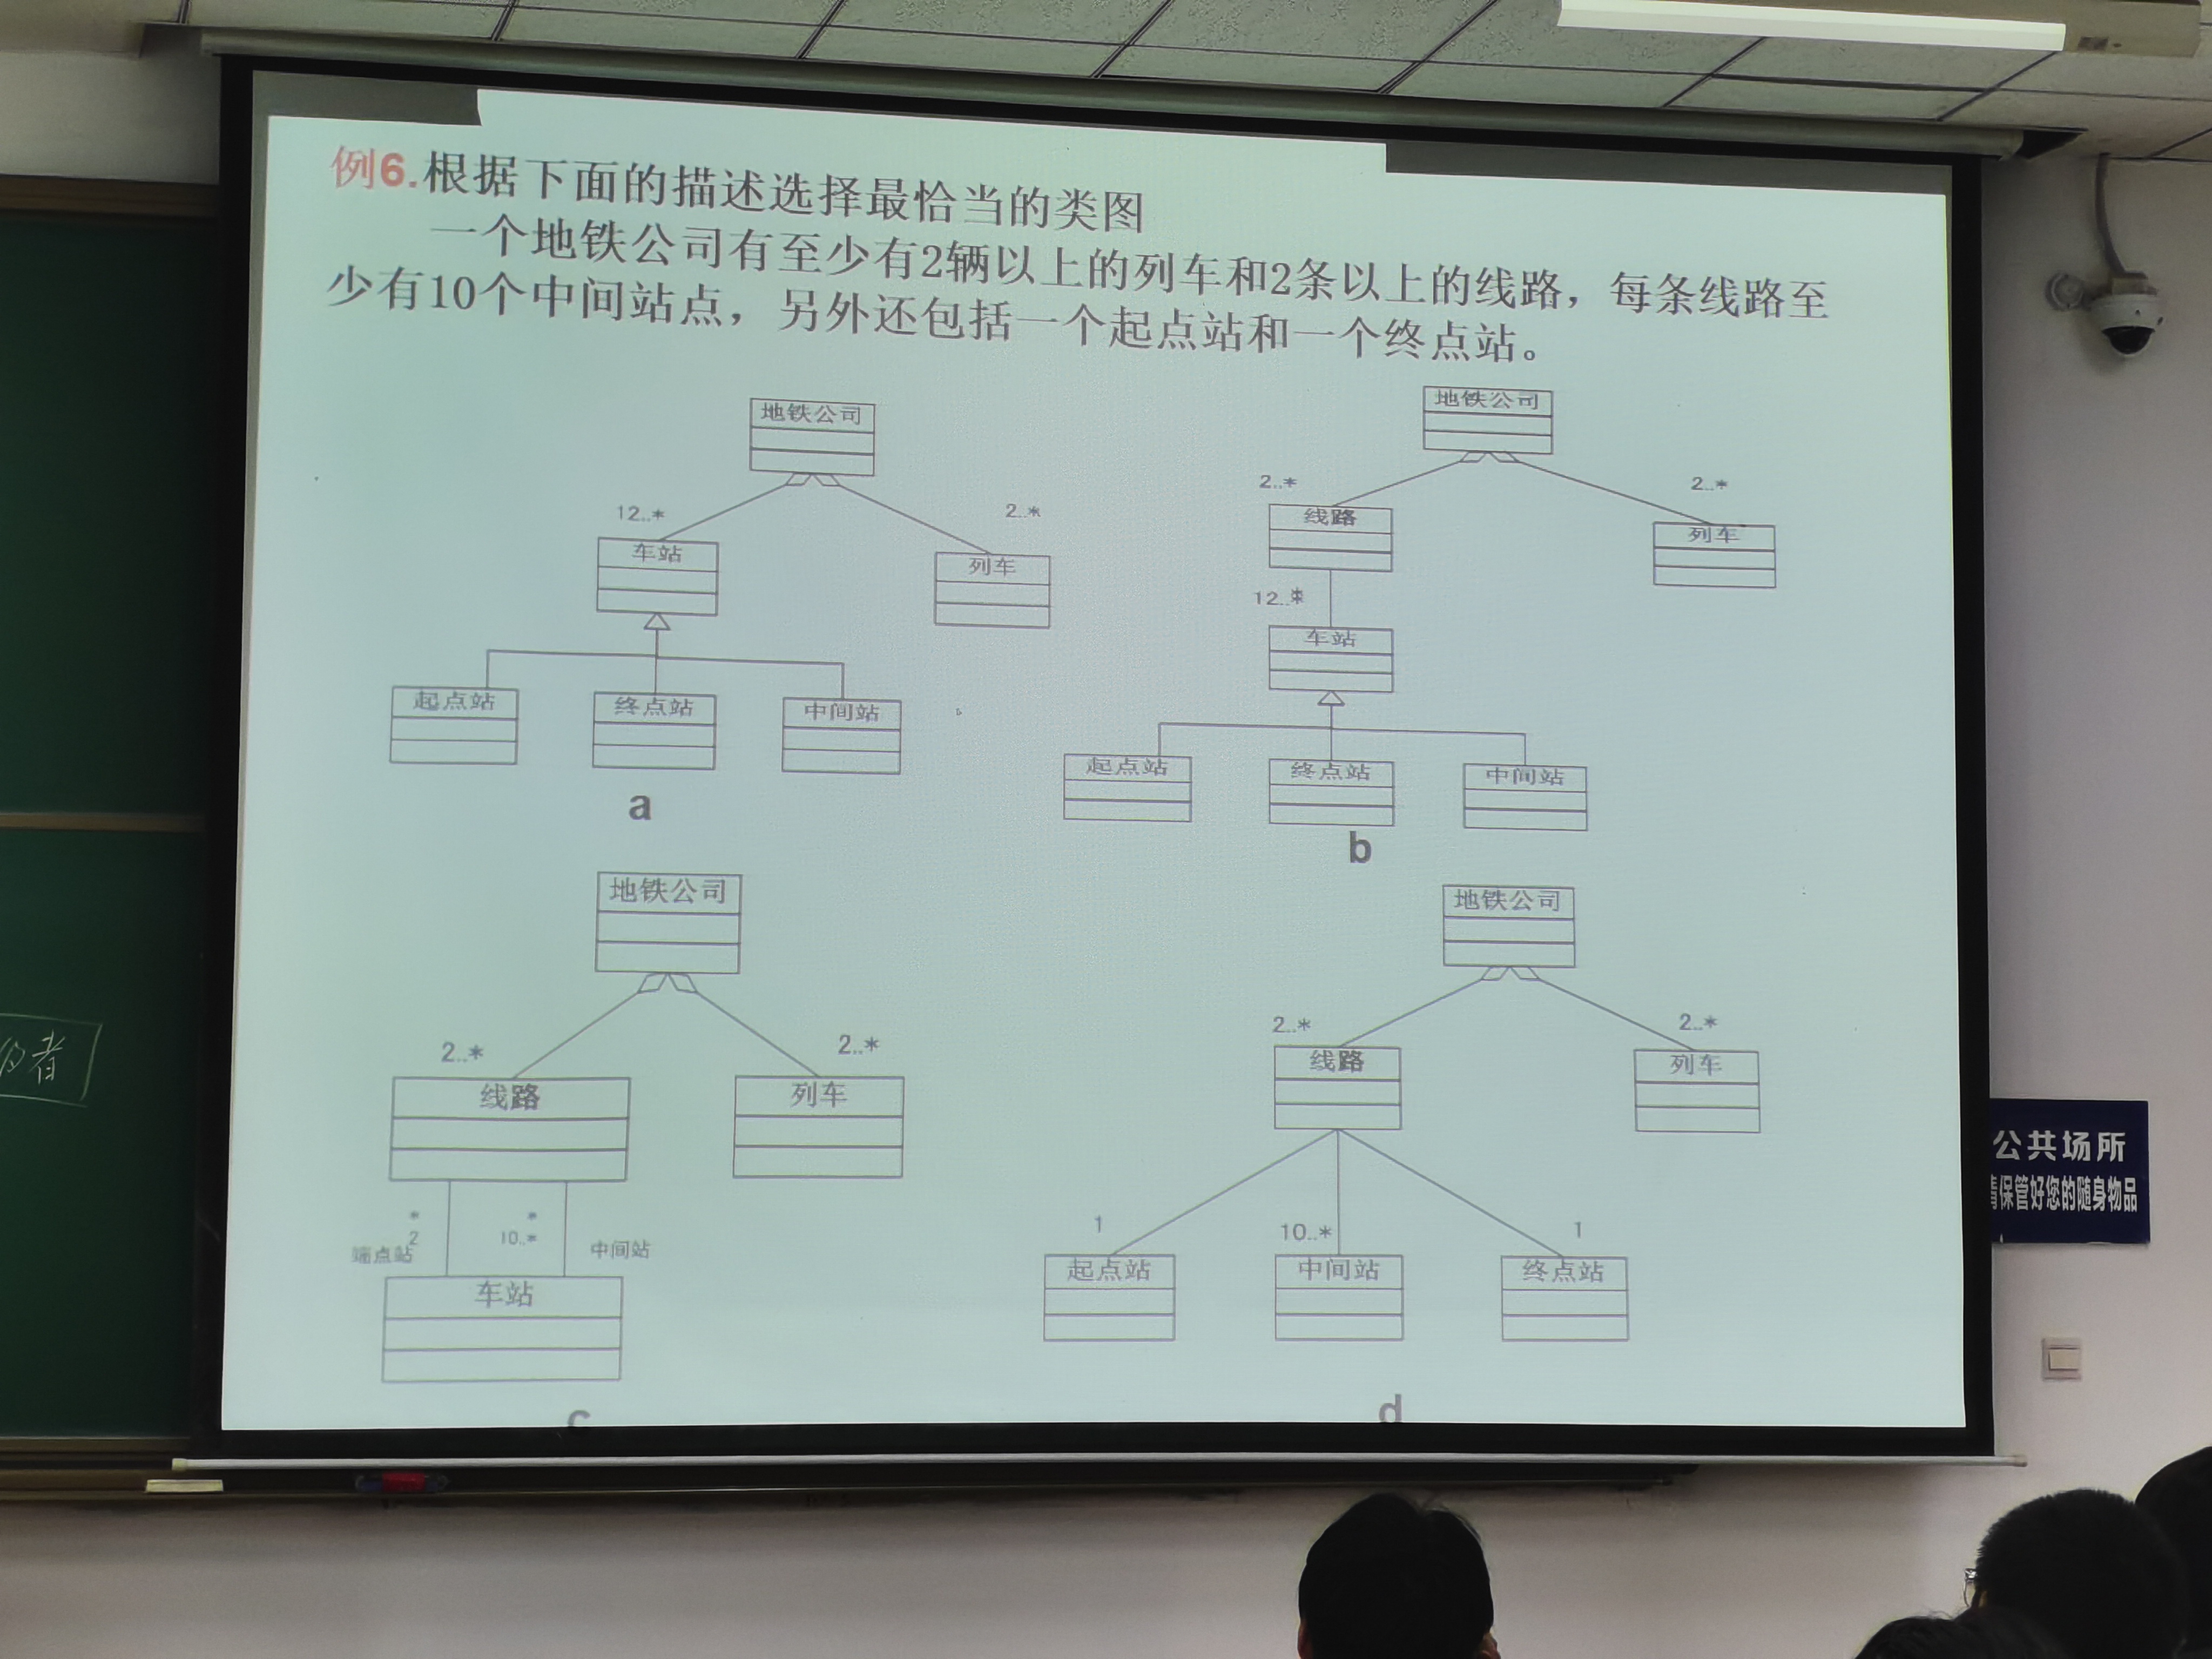 例6.根据下面的描述选择最恰当的类图
一个地铁公司有至少有2辆以上的列车和2条以上的线路，每条线路至
少有10个中间站点，另外还包括一个起点站和一个终点站。
地铁公司
12..*
2..*
车站
列车
起点站
终点站
中间站
a
地铁公司
2..*
2..*
线路
列车
12..*
车站
起点站
终点站
中间站
b
地铁公司
2..*
2..*
线路
列车
*
*
2
10..*
端点站
中间站
车站
c
地铁公司
2..*
2..*
线路
列车
1
10..*
1
起点站
中间站
终点站
d
者
公共场所
请保管好您的随身物品